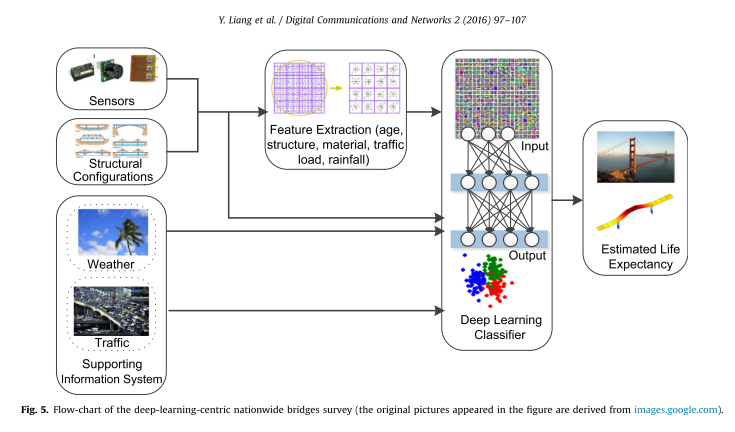 Y. Liang et al. / Digital Communications and Networks 2 (2016) 97–107
Sensors
Structural
Configurations
Weather
Traffic
Supporting
Information System
Feature Extraction (age,
structure, material, traffic
load, rainfall)
Input
Output
Deep Learning
Classifier
Estimated Life
Expectancy
Fig. 5. Flow-chart of the deep-learning-centric nationwide bridges survey (the original pictures appeared in the figure are derived from images.google.com).